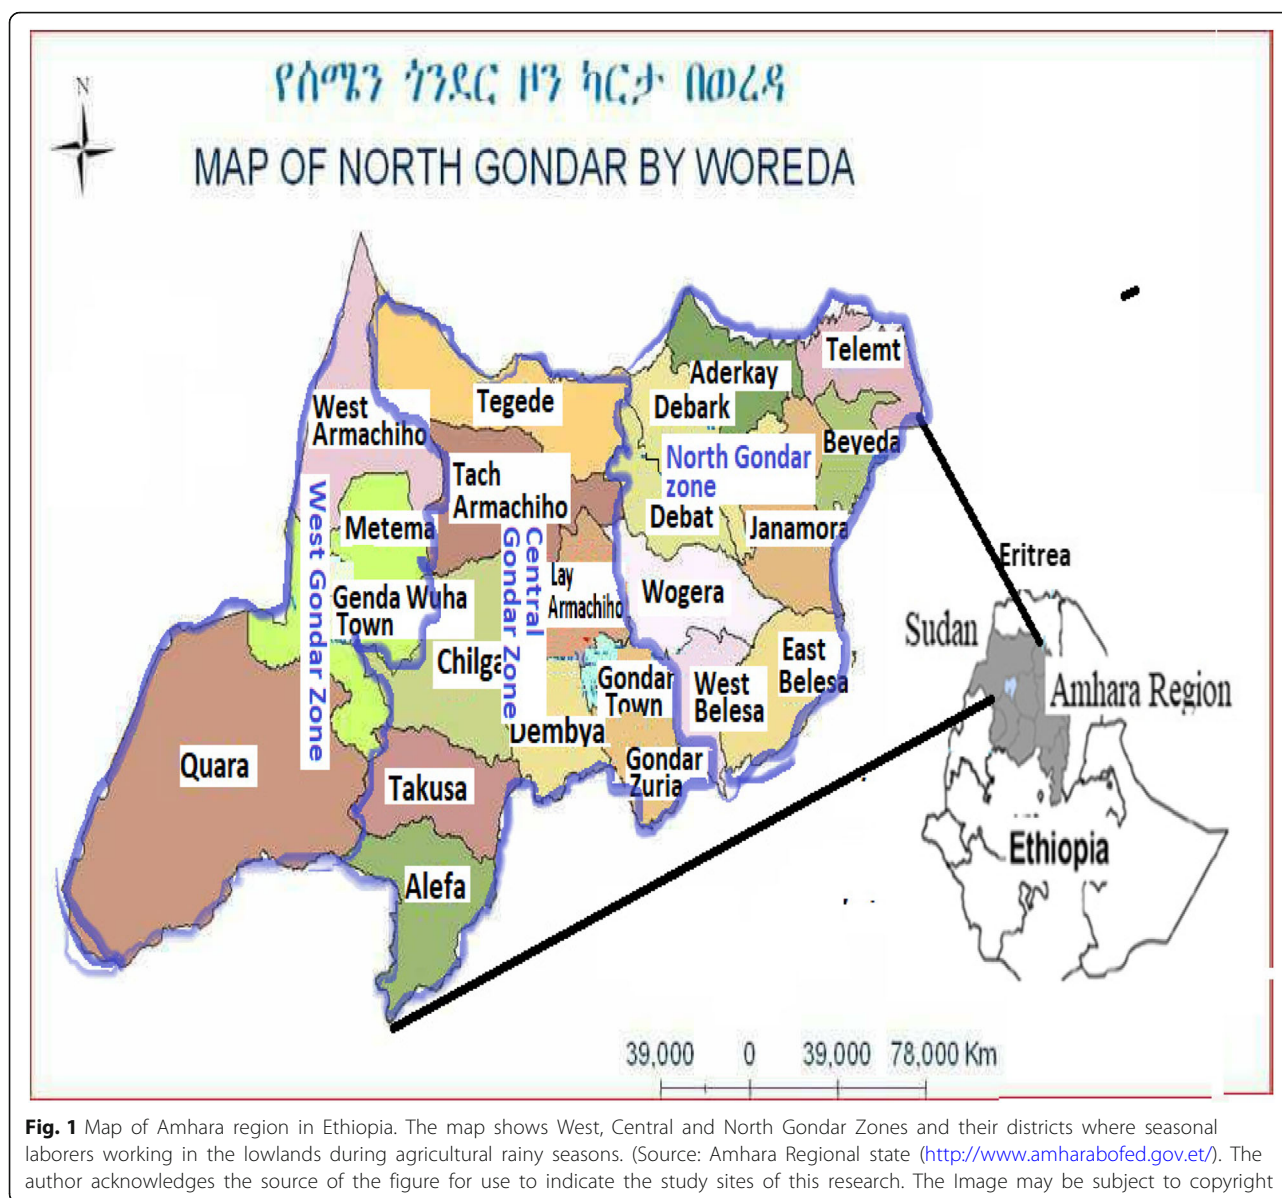 የሰሜን ጎንደር ዞን ካርታ በወረዳ
N
MAP OF NORTH GONDAR BY WOREDA
Telemt
Aderkay
Tegede
Debark
West
Armachiho
Beyeda
North Gondar
zone
Tach
Armachiho
Debat
Janamora
Metema
West Gondar Zone
Central
Gondar Zone
Eritrea
Lay
Armachiho
Wogera
Genda Wuha
Town
Sudan
Chilga
East
Belesa
Gondar
Town
West
Belesa
Amhara Region
Dembya
Quara
Gondar
Zuria
Takusa
Ethiopia
Alefa
39,000 0 39,000 78,000 Km
Fig. 1 Map of Amhara region in Ethiopia. The map shows West, Central and North Gondar Zones and their districts where seasonal
laborers working in the lowlands during agricultural rainy seasons. (Source: Amhara Regional state (http://www.amharabofed.gov.et/). The
author acknowledges the source of the figure for use to indicate the study sites of this research. The Image may be subject to copyright